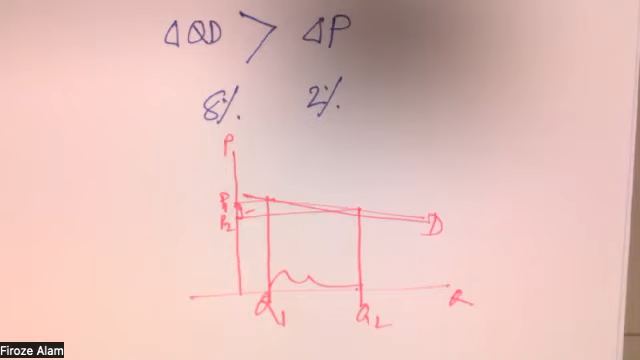 ΔQD > ΔP
8% 2%
P
P1
P2
D
Q1 Q2 Q
Firoze Alam